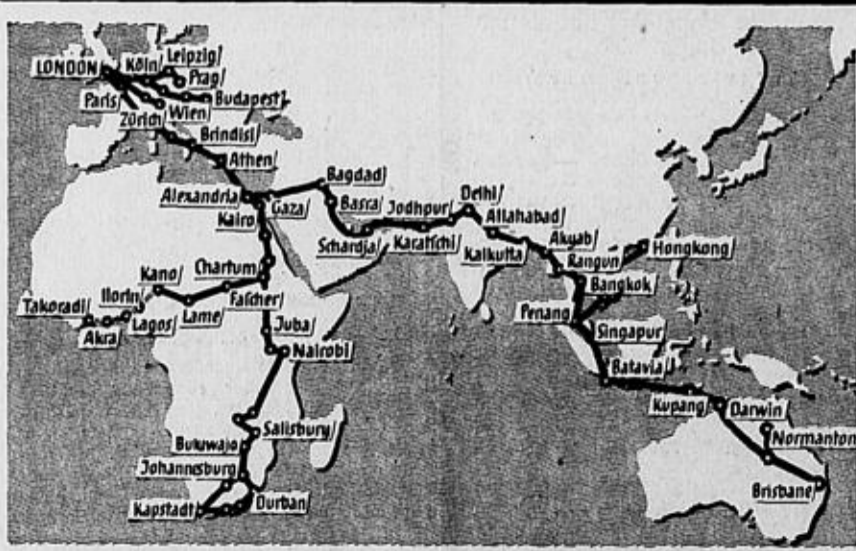 LONDON
Köln
Leipzig
Prag
Paris
Wien
Budapest
Zürich
Brindisi
Athen
Alexandria
Bagdad
Gaza
Basra
Kairo
Schardja
Jodhpur
Karatschi
Delhi
Allahabad
Kalkutta
Akyab
Rangun
Hongkong
Bangkok
Chartum
Kano
Fascher
Ilorin
Takoradi
Lame
Lagos
Akra
Juba
Penang
Singapur
Nairobi
Batavia
Kupang
Darwin
Salisbury
Normanton
Buluwajo
Johannesburg
Brisbane
Kapstadt
Durban